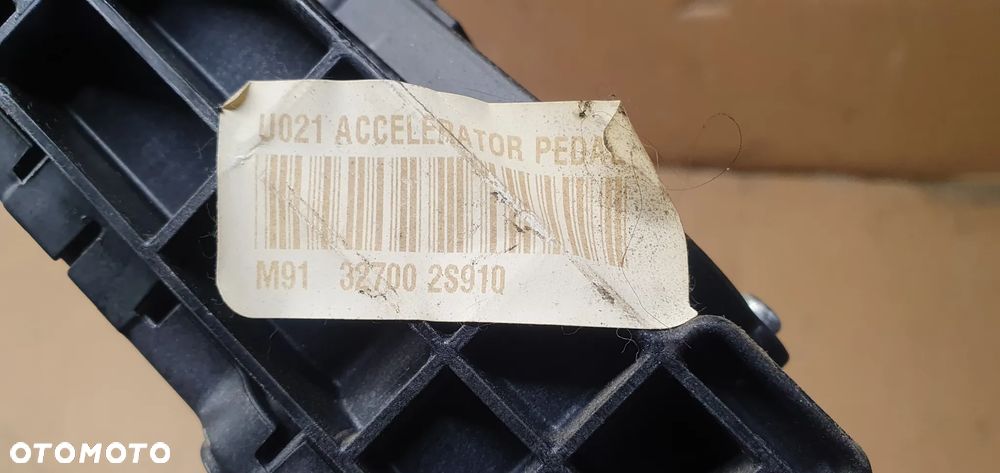 U021 ACCELERATOR PEDAL
M91 32700 2S910
OTOMOTO